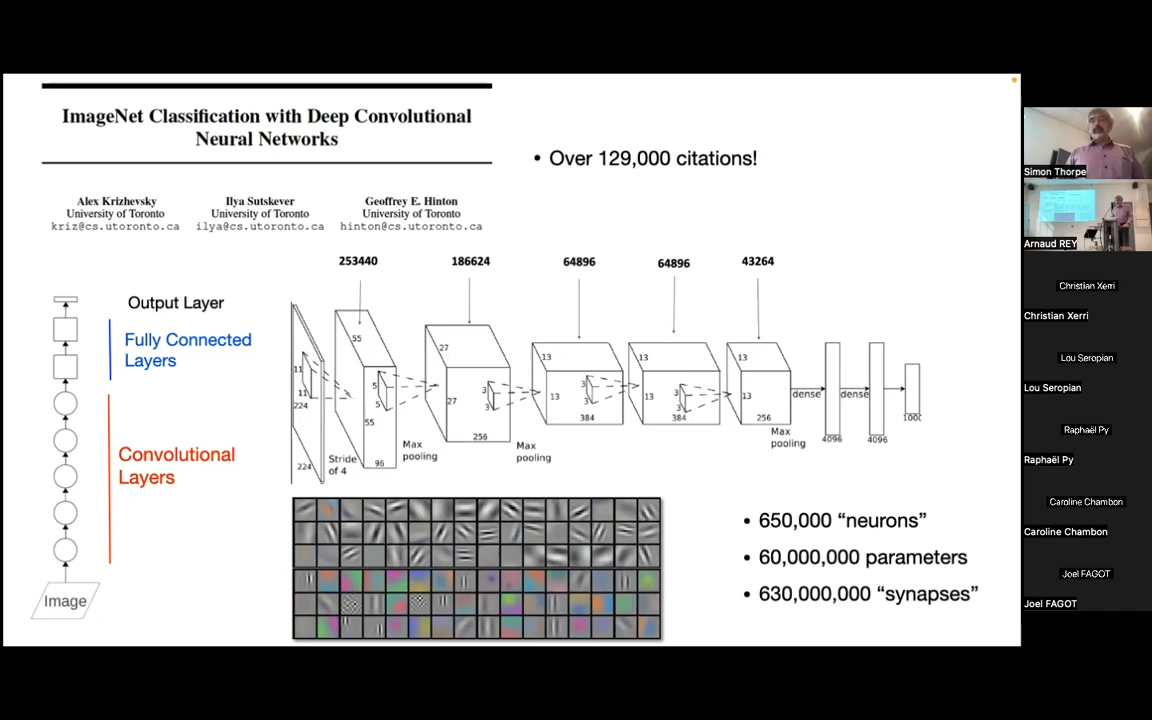 ImageNet Classification with Deep Convolutional
Neural Networks
Alex Krizhevsky
University of Toronto
kriz@cs.utoronto.ca
Ilya Sutskever
University of Toronto
ilya@cs.utoronto.ca
Geoffrey E. Hinton
University of Toronto
hinton@cs.utoronto.ca
• Over 129,000 citations!
253440
186624
64896
64896
43264
Output Layer
Fully Connected
Layers
Convolutional
Layers
Image
11
11
224
224
Stride
of 4
55
55
96
5
5
Max
pooling
27
27
256
3
3
Max
pooling
13
13
384
3
3
13
13
384
3
3
13
13
256
Max
pooling
dense
4096
dense
4096
100
• 650,000 “neurons”
• 60,000,000 parameters
• 630,000,000 “synapses”
Simon Thorpe
Arnaud REY
Christian Xerri
Christian Xerri
Lou Seropian
Lou Seropian
Raphaël Py
Raphaël Py
Caroline Chambon
Caroline Chambon
Joel FAGOT
Joel FAGOT